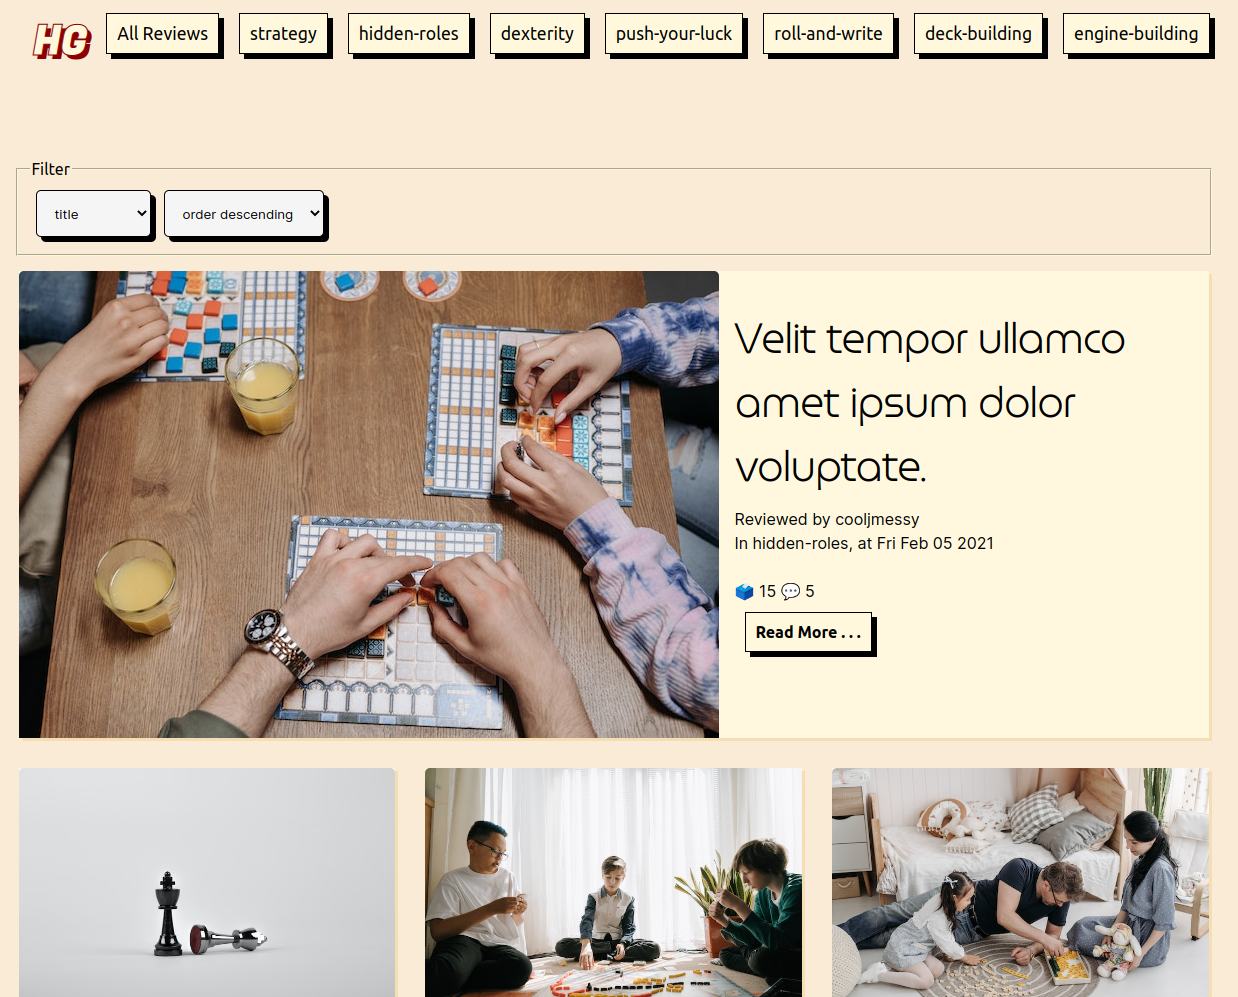 HG All Reviews strategy hidden-roles dexterity push-your-luck roll-and-write deck-building engine-building
Filter
title order descending
Velit tempor ullamco
amet ipsum dolor
voluptate.
Reviewed by cooljmessy
In hidden-roles, at Fri Feb 05 2021
15 5
Read More . . .